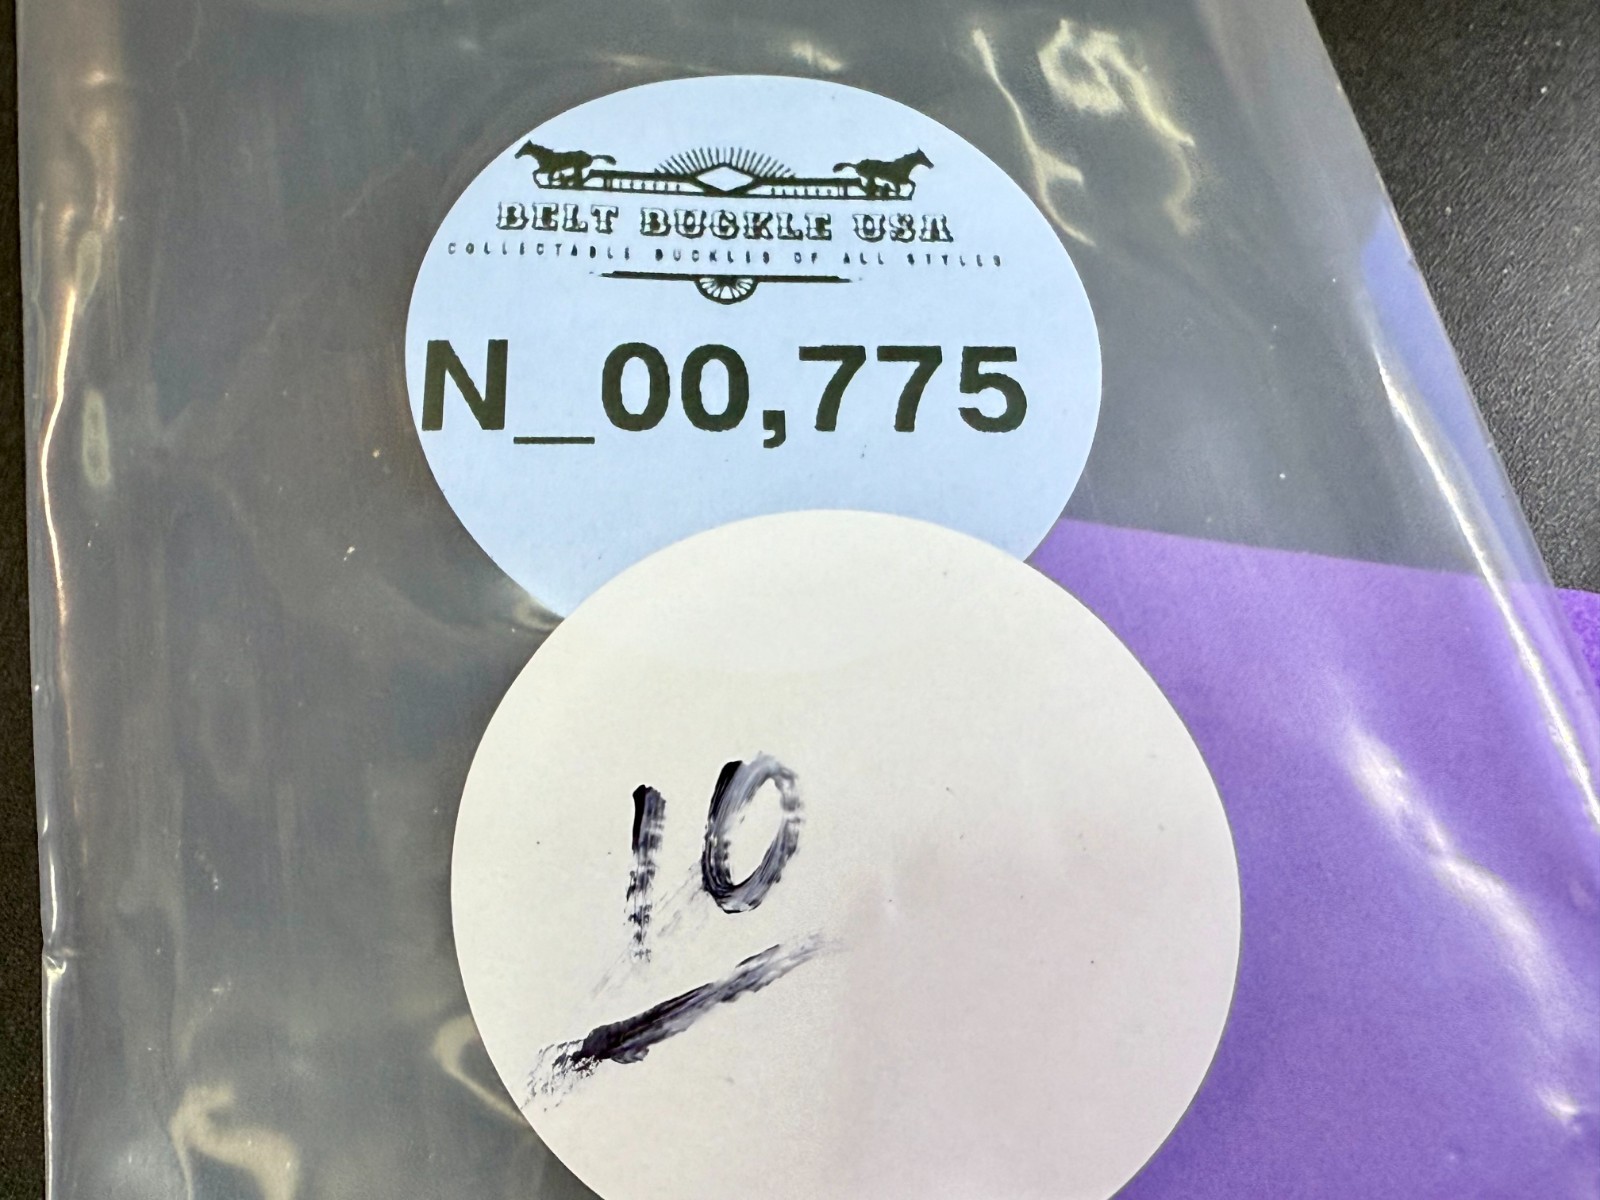 BELT BUCKLE USA
COLLECTABLE BUCKLES OF ALL STYLES
N_00,775
10